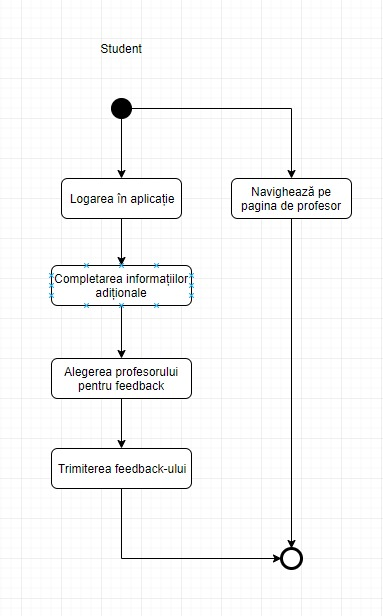 Student
Logarea în aplicație
Navighează pe
pagina de profesor
Completarea informațiilor
adiționale
Alegerea profesorului
pentru feedback
Trimiterea feedback-ului